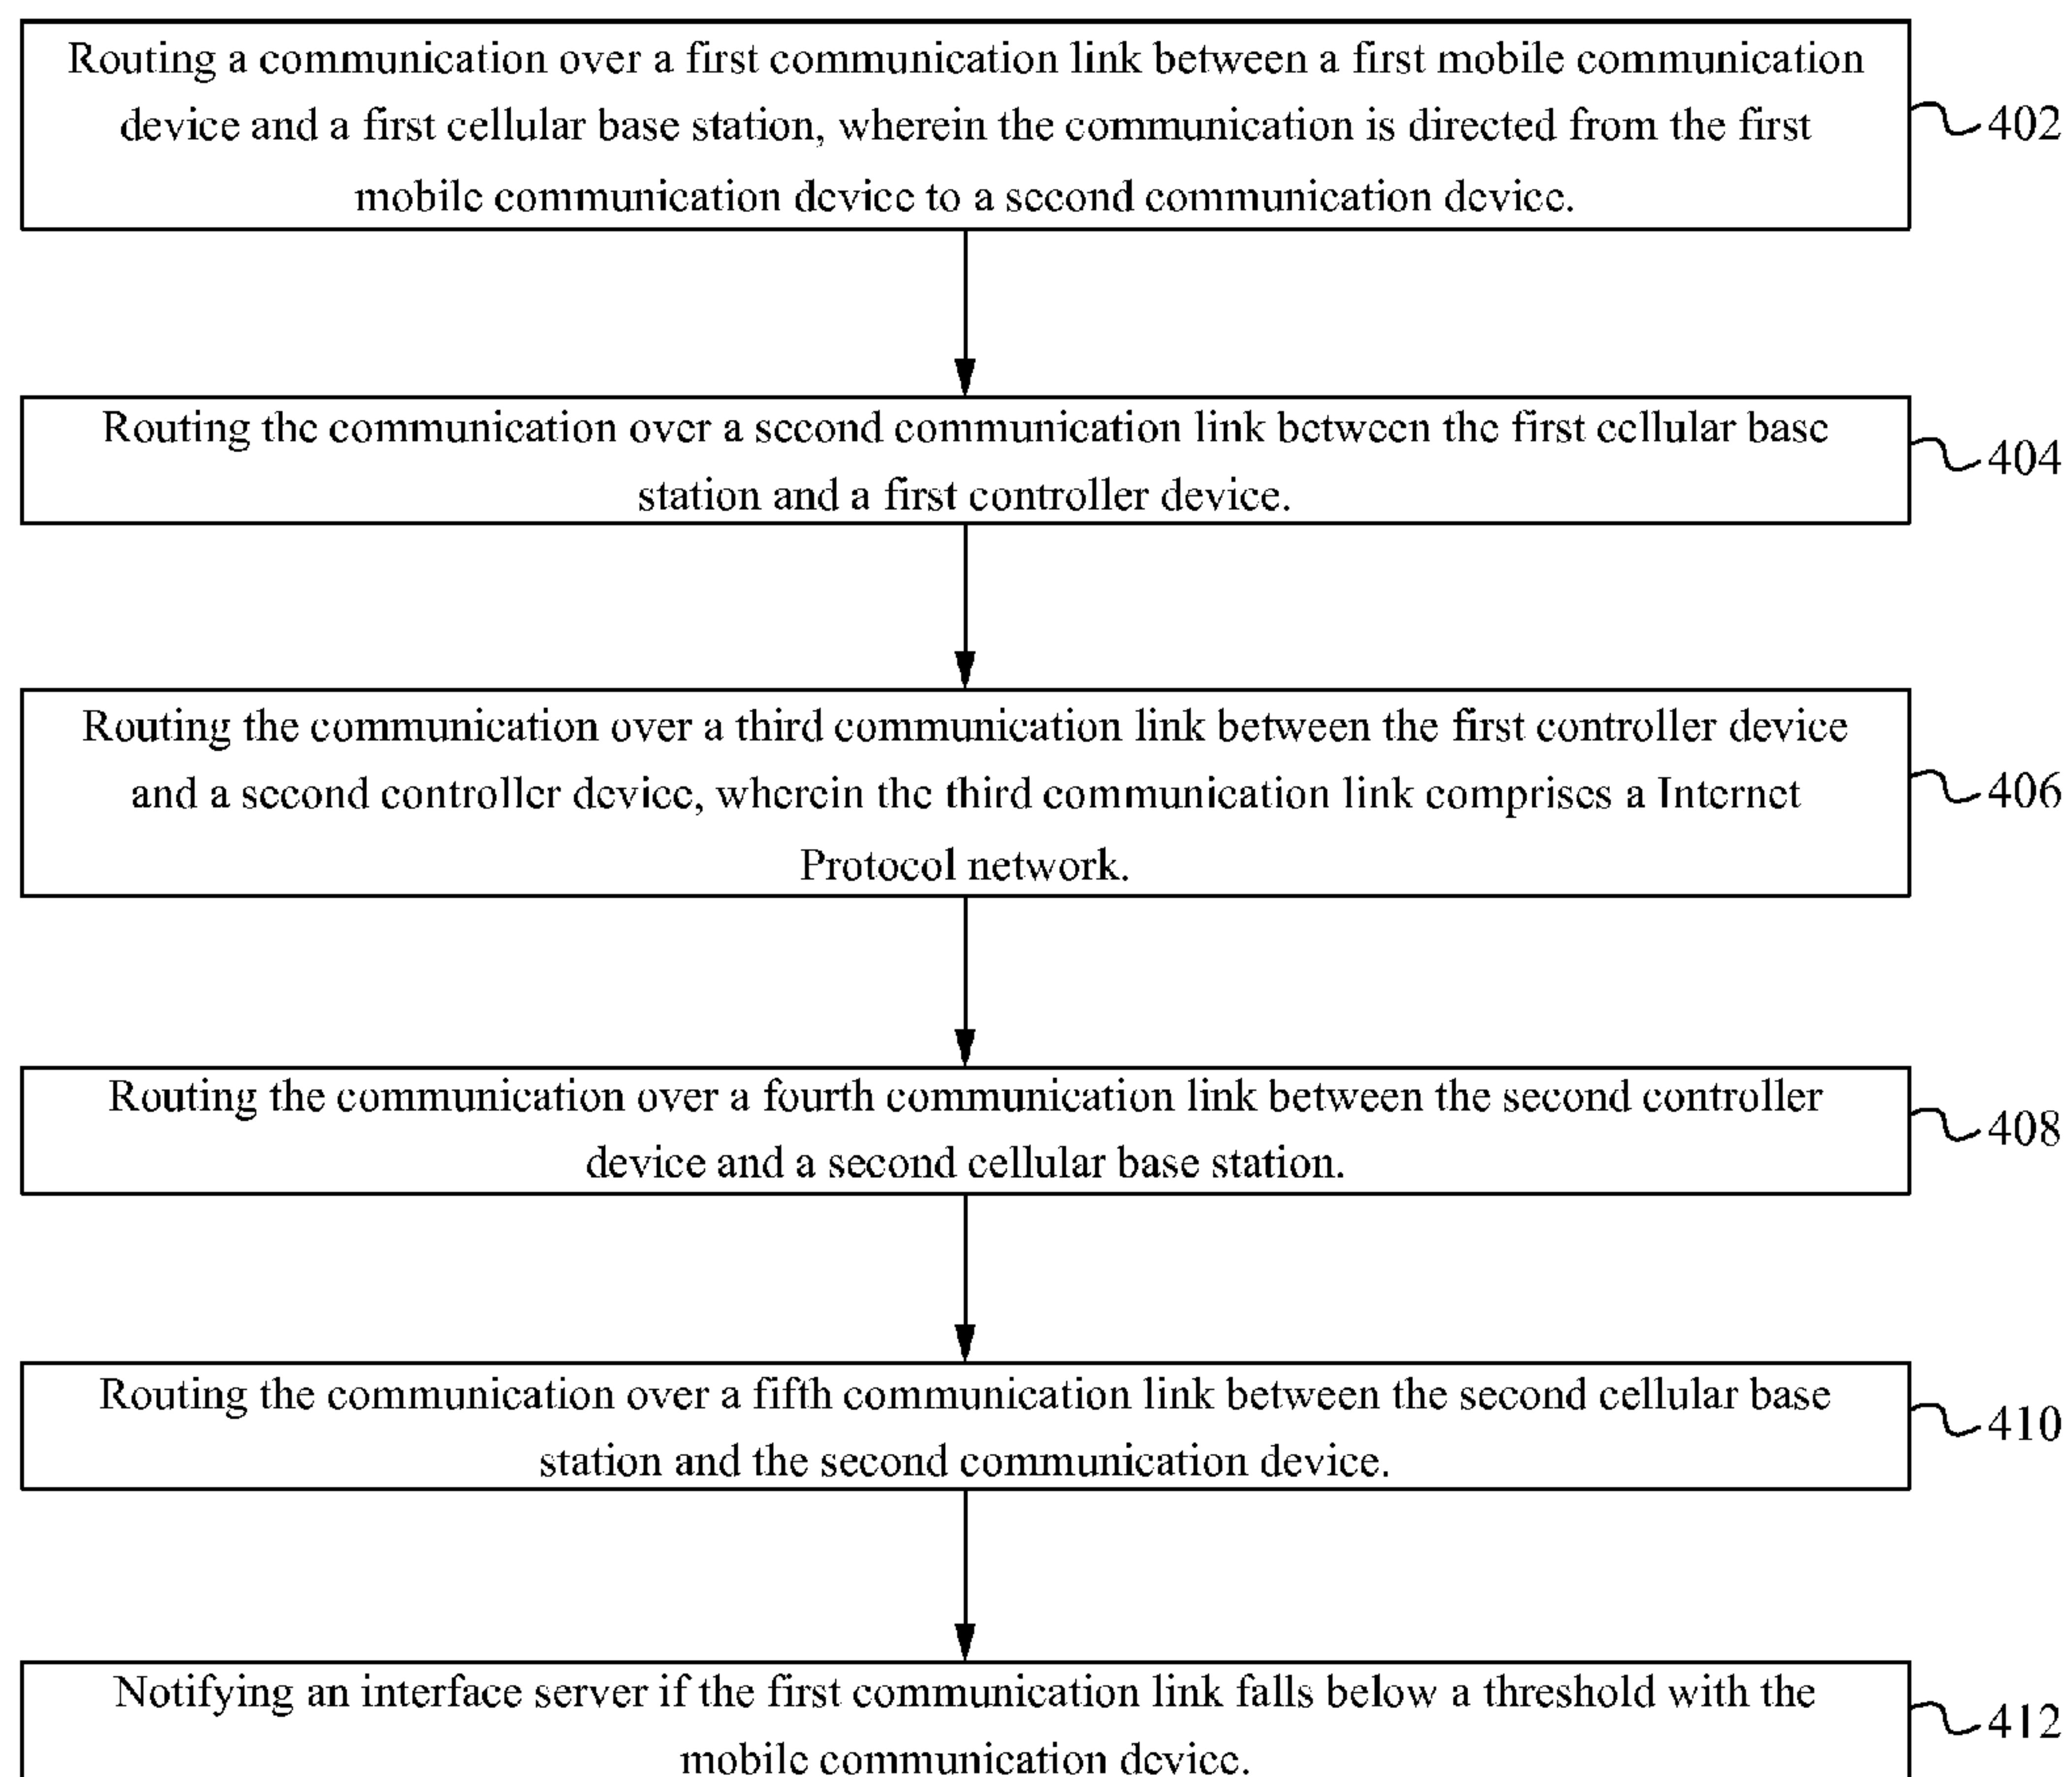 Routing a communication over a first communication link between a first mobile communication
device and a first cellular base station, wherein the communication is directed from the first
mobile communication device to a second communication device.
402
Routing the communication over a second communication link between the first cellular base
station and a first controller device.
404
Routing the communication over a third communication link between the first controller device
and a second controller device, wherein the third communication link comprises a Internet
Protocol network.
406
Routing the communication over a fourth communication link between the second controller
device and a second cellular base station.
408
Routing the communication over a fifth communication link between the second cellular base
station and the second communication device.
410
Notifying an interface server if the first communication link falls below a threshold with the
mobile communication device.
412